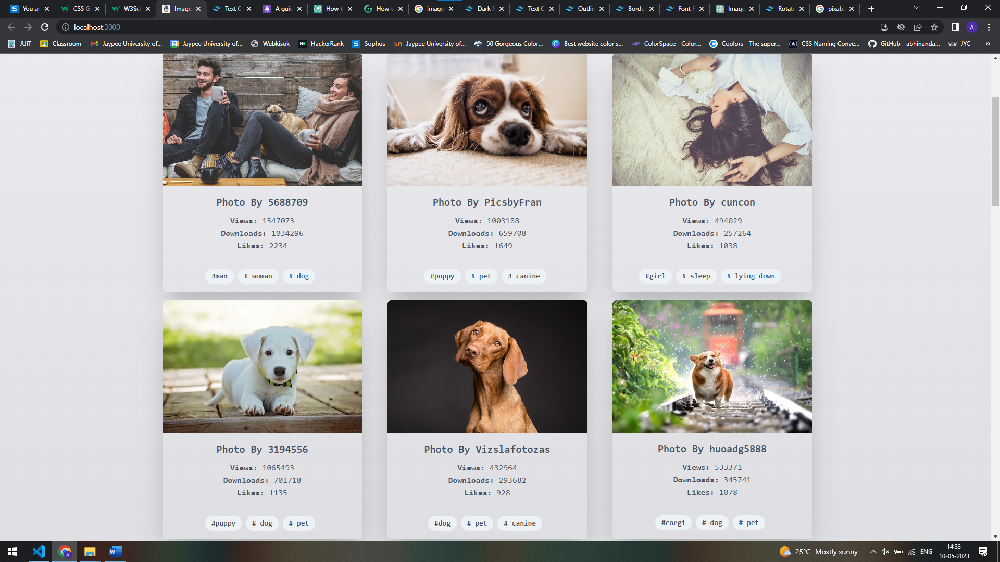 You ar
CSS G
W3Sc
Image
Text C
A guid
How t
How t
image
Dark M
Text C
Outlin
Borde
Font F
Image
Rotate
pixaba
localhost:3000
JUIT
Classroom
Jaypee University of...
Jaypee University of...
Webkisok
HackerRank
Sophos
Jaypee University of...
50 Gorgeous Color...
Best website color s...
ColorSpace - Color...
Coolors - The super...
CSS Naming Conve...
GitHub - abhinanda...
JYC
Photo By 5688709
Views: 1547073
Downloads: 1034296
Likes: 2234
#man # woman # dog
Photo By PicsbyFran
Views: 1003188
Downloads: 659708
Likes: 1649
#puppy # pet # canine
Photo By cuncon
Views: 494029
Downloads: 257264
Likes: 1038
#girl # sleep # lying down
Photo By 3194556
Views: 1065493
Downloads: 701718
Likes: 1135
#puppy # dog # pet
Photo By Vizslafotozas
Views: 432964
Downloads: 293682
Likes: 928
#dog # pet # canine
Photo By huoadg5888
Views: 533371
Downloads: 345741
Likes: 1078
#corgi # dog # pet
25°C Mostly sunny
ENG
14:33
10-05-2023